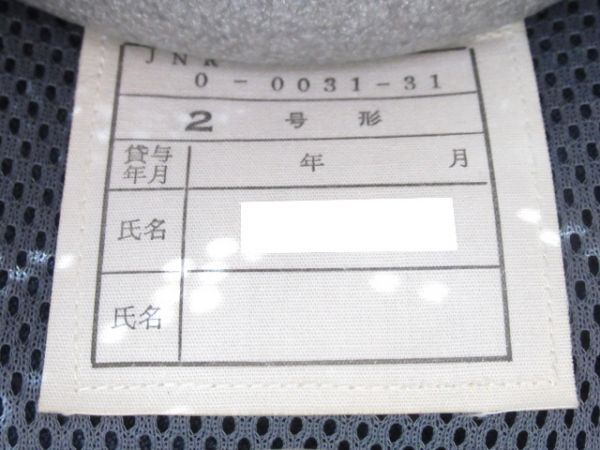 JNR
0-0031-31
2 号 形
貸与年月 年 月
氏名
氏名